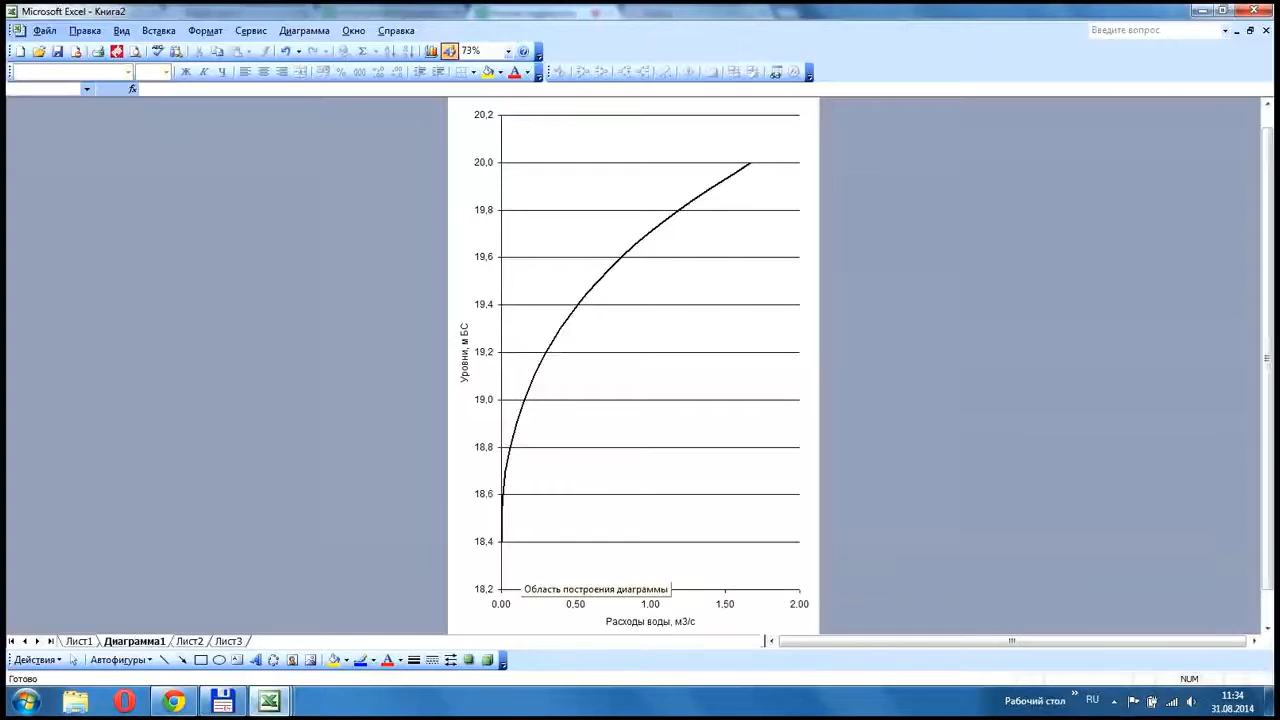 Microsoft Excel - Книга2
Файл Правка Вид Вставка Формат Сервис Диаграмма Окно Справка
Введите вопрос
73%
Ж К Ч
% 000
fx
20,2
20,0
19,8
19,6
19,4
19,2
19,0
18,8
18,6
18,4
18,2
Уровни, м БС
Область построения диаграммы
0.00 0.50 1.00 1.50 2.00
Расходы воды, м3/с
Лист1 Диаграмма1 Лист2 Лист3
Действия Автофигуры
Готово
NUM
Рабочий стол
RU
11:34
31.08.2014